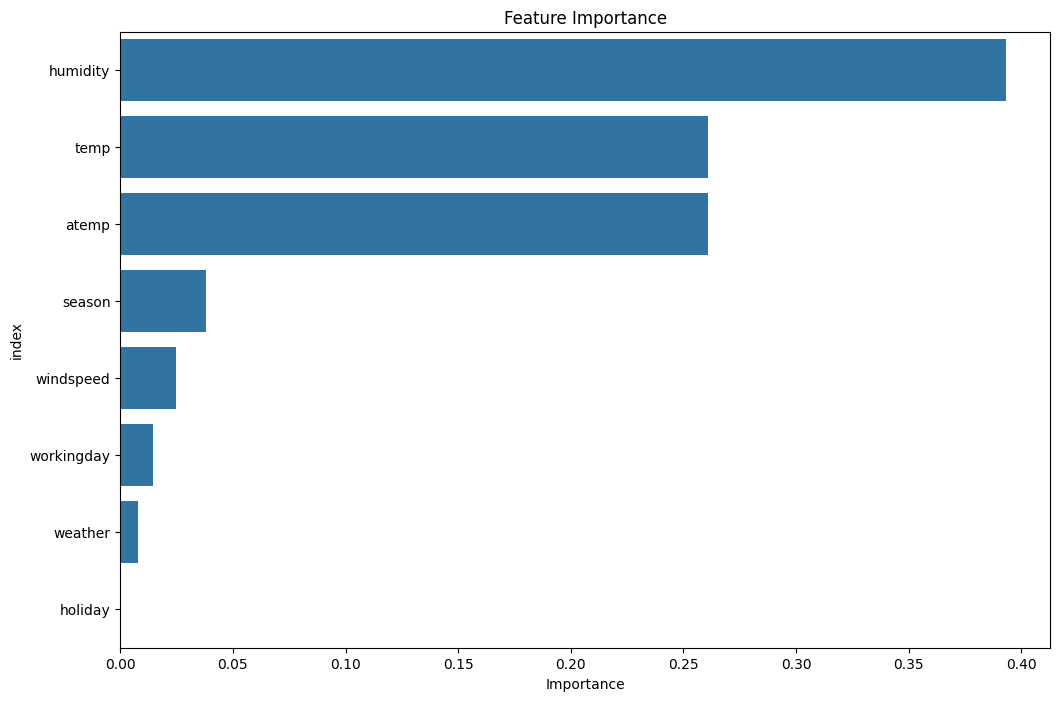 Feature Importance
humidity
temp
atemp
season
windspeed
workingday
weather
holiday
index
0.00 0.05 0.10 0.15 0.20 0.25 0.30 0.35 0.40
Importance